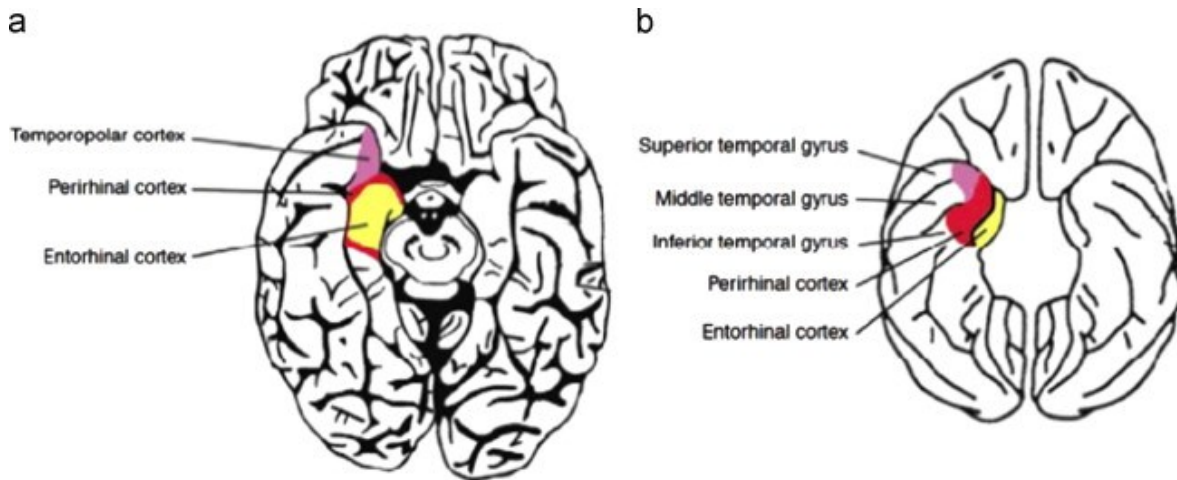 a
Temporopolar cortex
Perirhinal cortex
Entorhinal cortex
b
Superior temporal gyrus
Middle temporal gyrus
Inferior temporal gyrus
Perirhinal cortex
Entorhinal cortex